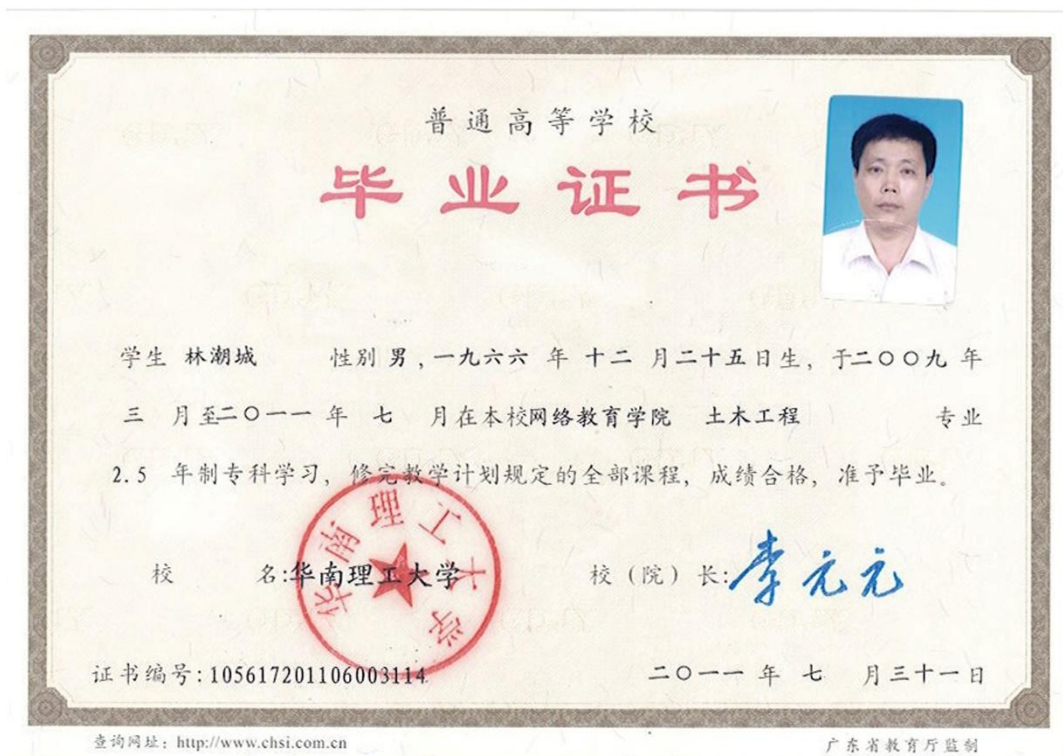 普通高等学校
毕业证书
学生 林潮城 性别 男，一九六六 年 十二 月二十五日生，于二〇〇九 年
三 月至二〇一一 年 七 月在本校网络教育学院 土木工程 专业
2.5 年制专科学习，修完教学计划规定的全部课程，成绩合格，准予毕业。
华南理工大学
校 名:华南理工大学 校（院）长:李元元
证书编号:105617201106003114 二〇一一 年 七 月三十一日
查询网址：http://www.chsi.com.cn 广东省教育厅监制